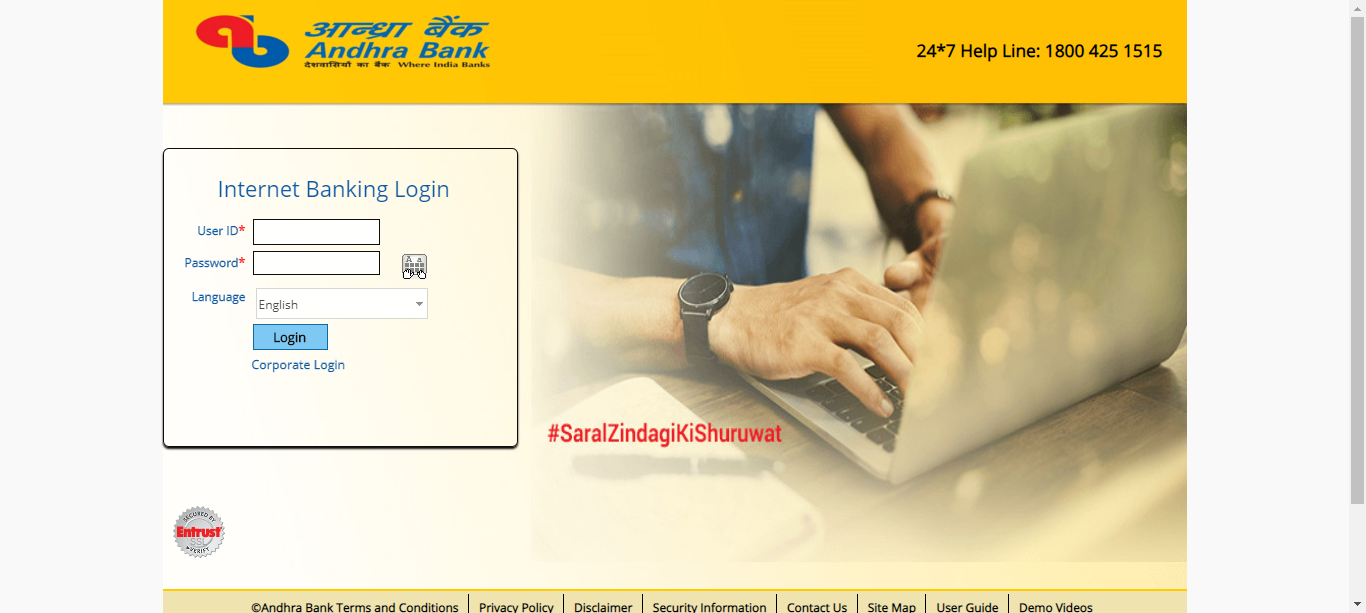 आन्ध्रा बैंक
Andhra Bank
देशवासियों का बैंक Where India Banks
24*7 Help Line: 1800 425 1515
Internet Banking Login
User ID*
Password*
Language
English
Login
Corporate Login
#SaralZindagiKiShuruwat
SECURED BY
Entrust
SSL
VERIFY
©Andhra Bank Terms and Conditions Privacy Policy Disclaimer Security Information Contact Us Site Map User Guide Demo Videos